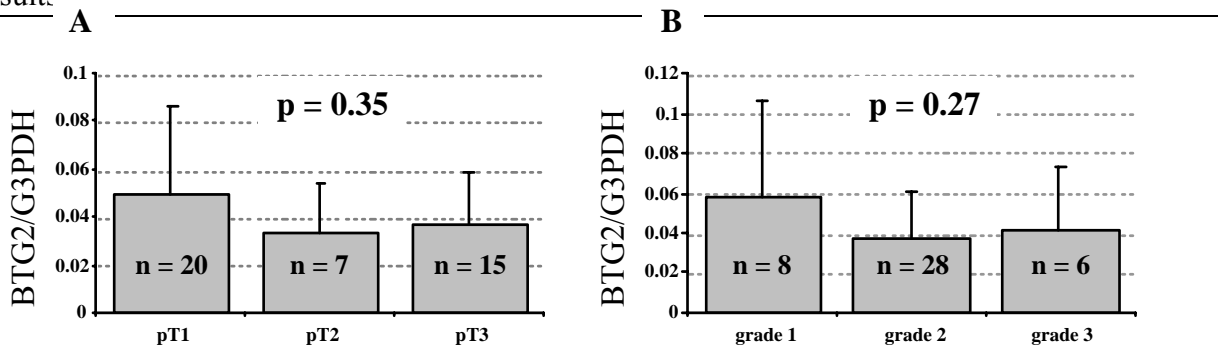 A
B
0.1
0.08
0.06
0.04
0.02
0
BTG2/G3PDH
p = 0.35
n = 20
n = 7
n = 15
pT1
pT2
pT3
0.12
0.1
0.08
0.06
0.04
0.02
0
BTG2/G3PDH
p = 0.27
n = 8
n = 28
n = 6
grade 1
grade 2
grade 3